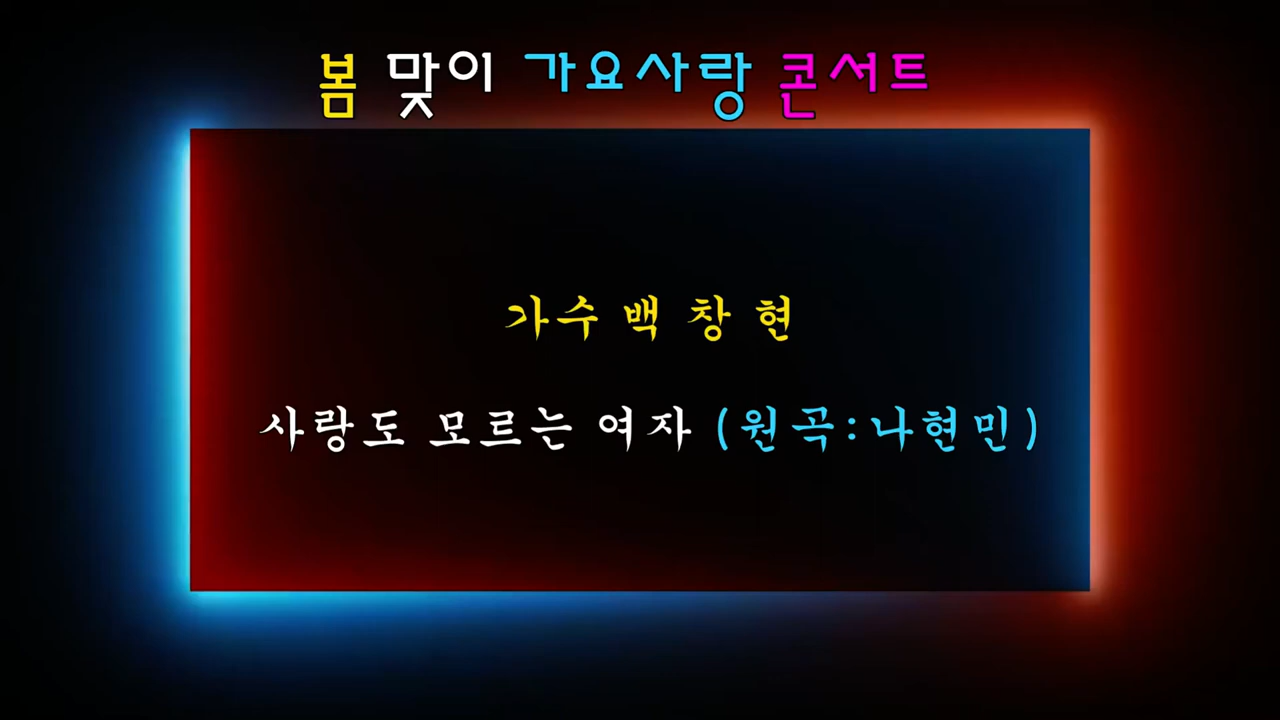 봄 맞이 가요사랑 콘서트
가수 백 창 현
사랑도 모르는 여자 (원곡:나현민)